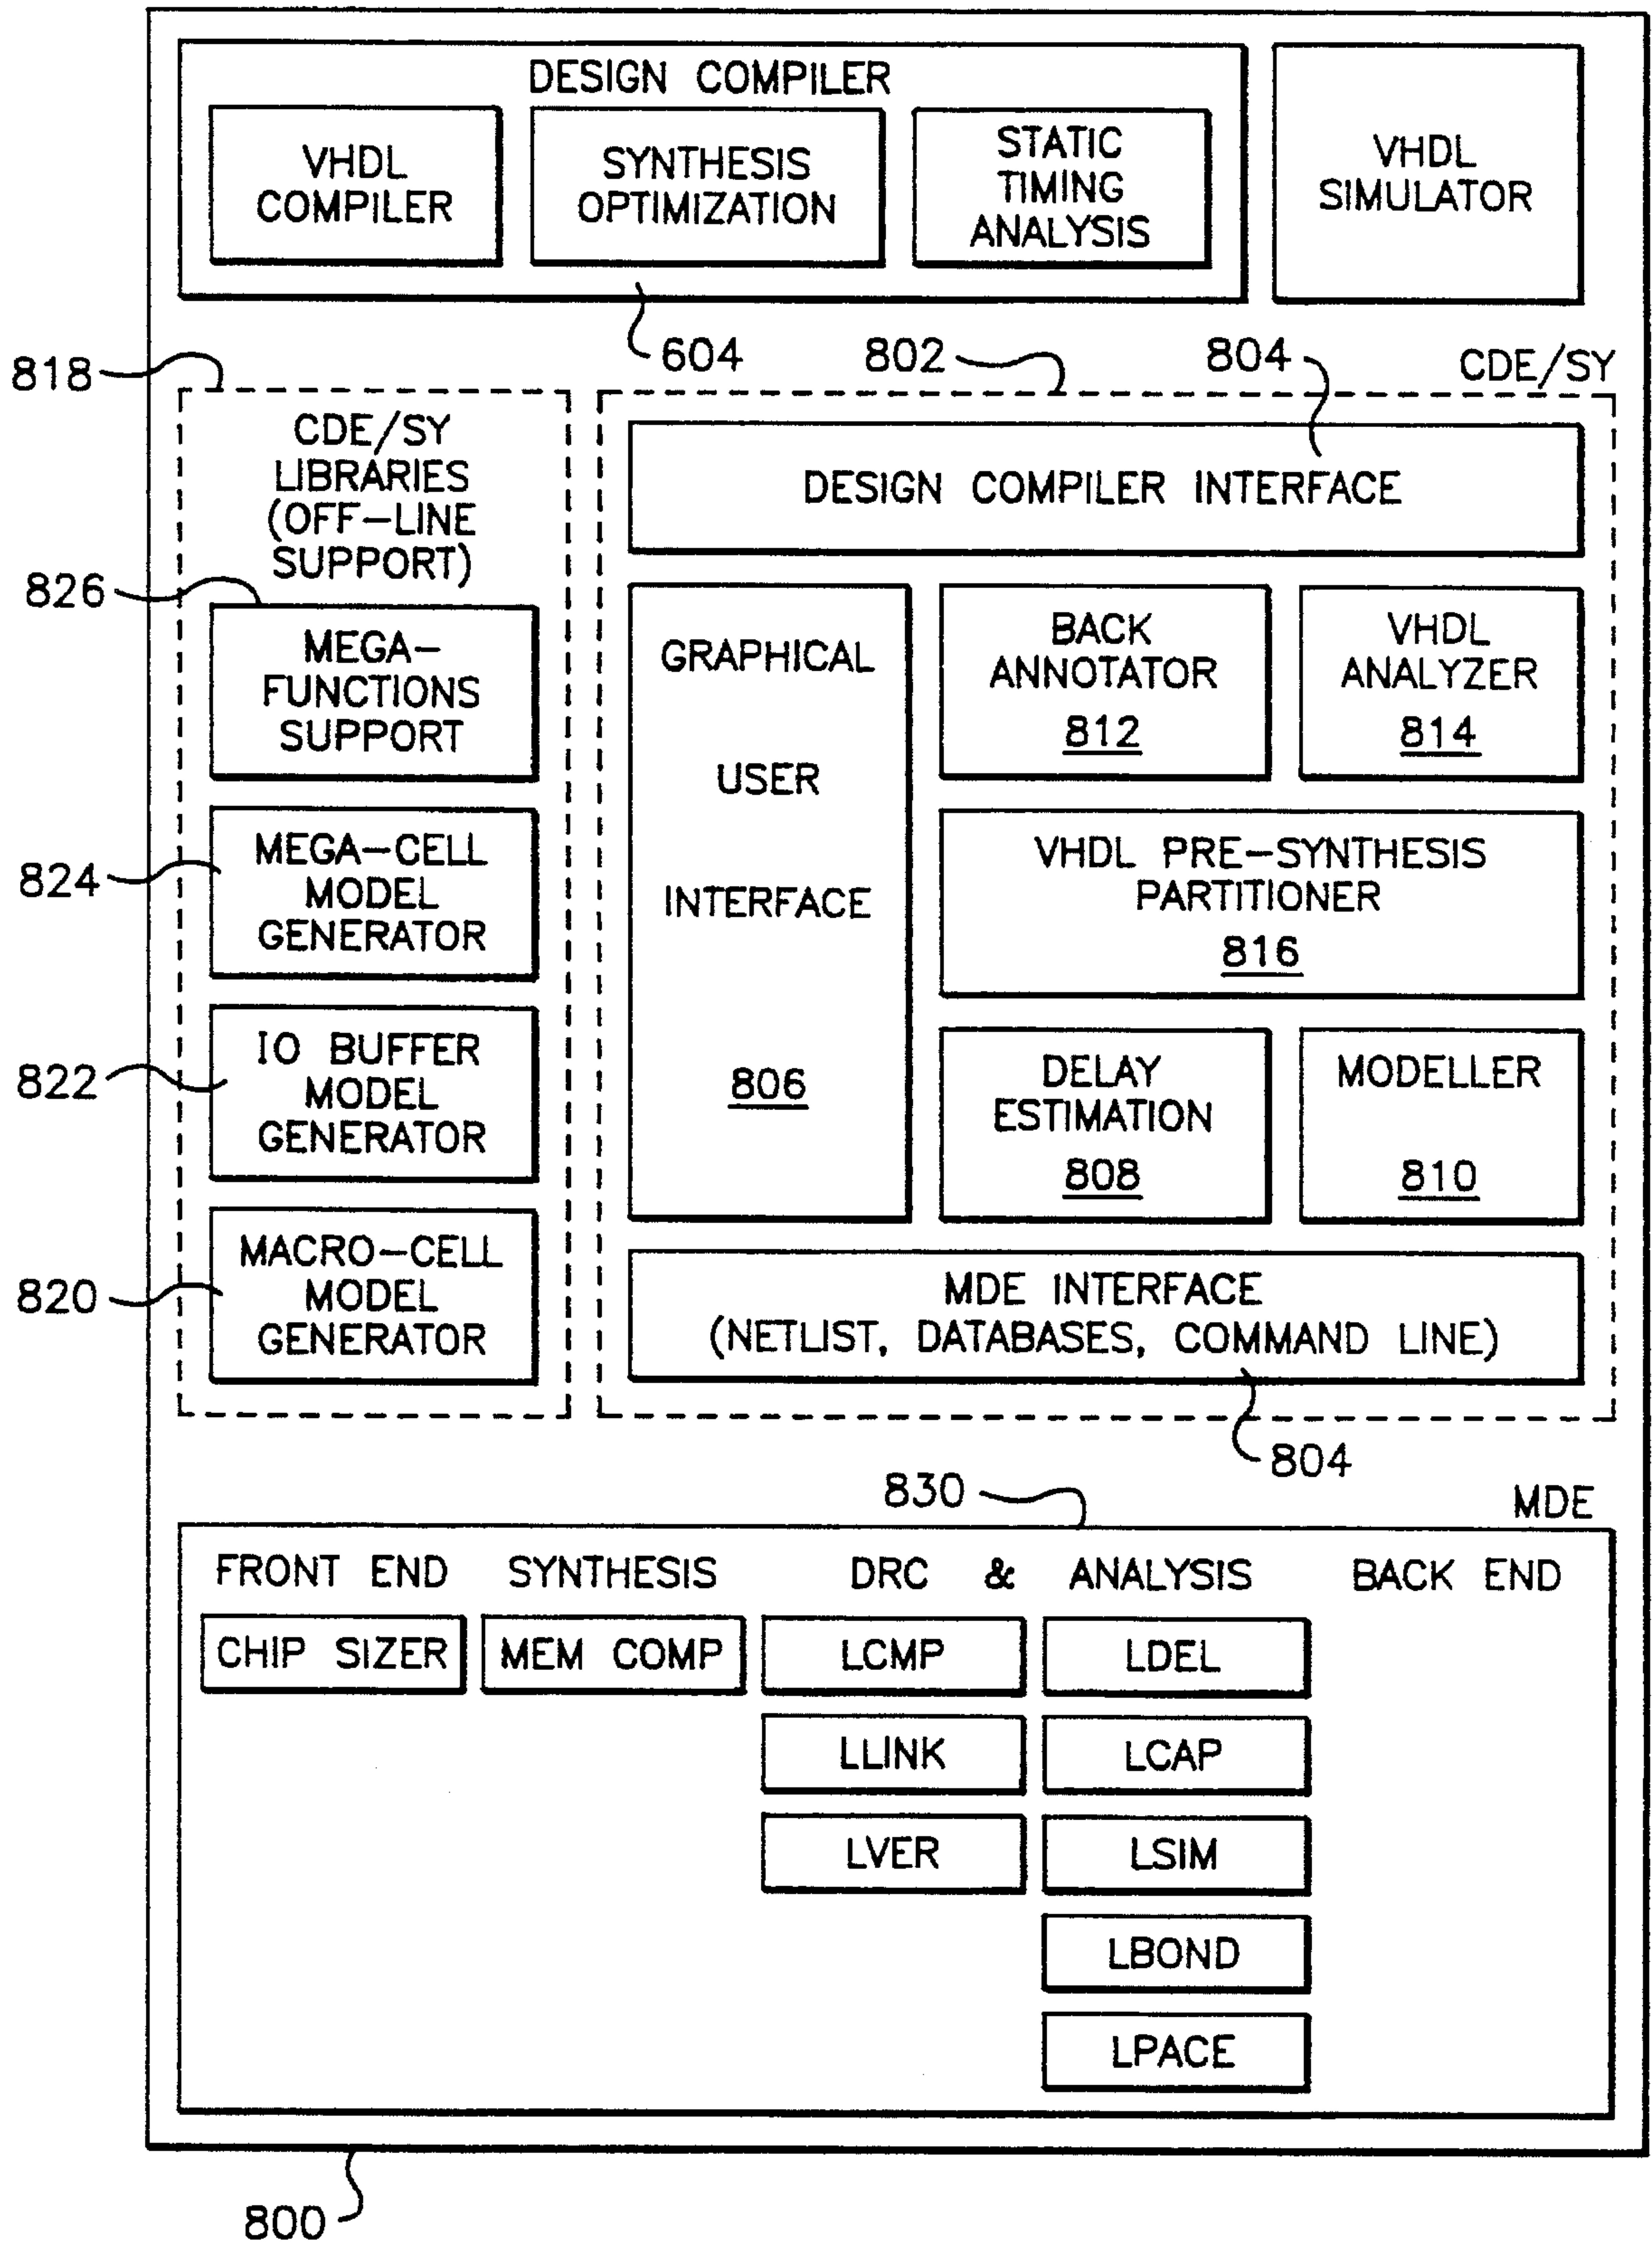 DESIGN COMPILER
VHDL
COMPILER
SYNTHESIS
OPTIMIZATION
STATIC
TIMING
ANALYSIS
VHDL
SIMULATOR
604
818
802
804
CDE/SY
CDE/SY
LIBRARIES
(OFF-LINE
SUPPORT)
826
MEGA-
FUNCTIONS
SUPPORT
824
MEGA-CELL
MODEL
GENERATOR
822
IO BUFFER
MODEL
GENERATOR
820
MACRO-CELL
MODEL
GENERATOR
DESIGN COMPILER INTERFACE
GRAPHICAL
USER
INTERFACE
806
BACK
ANNOTATOR
812
VHDL
ANALYZER
814
VHDL PRE-SYNTHESIS
PARTITIONER
816
DELAY
ESTIMATION
808
MODELLER
810
MDE INTERFACE
(NETLIST, DATABASES, COMMAND LINE)
804
830
MDE
FRONT END SYNTHESIS DRC & ANALYSIS BACK END
CHIP SIZER
MEM COMP
LCMP
LDEL
LLINK
LCAP
LVER
LSIM
LBOND
LPACE
800